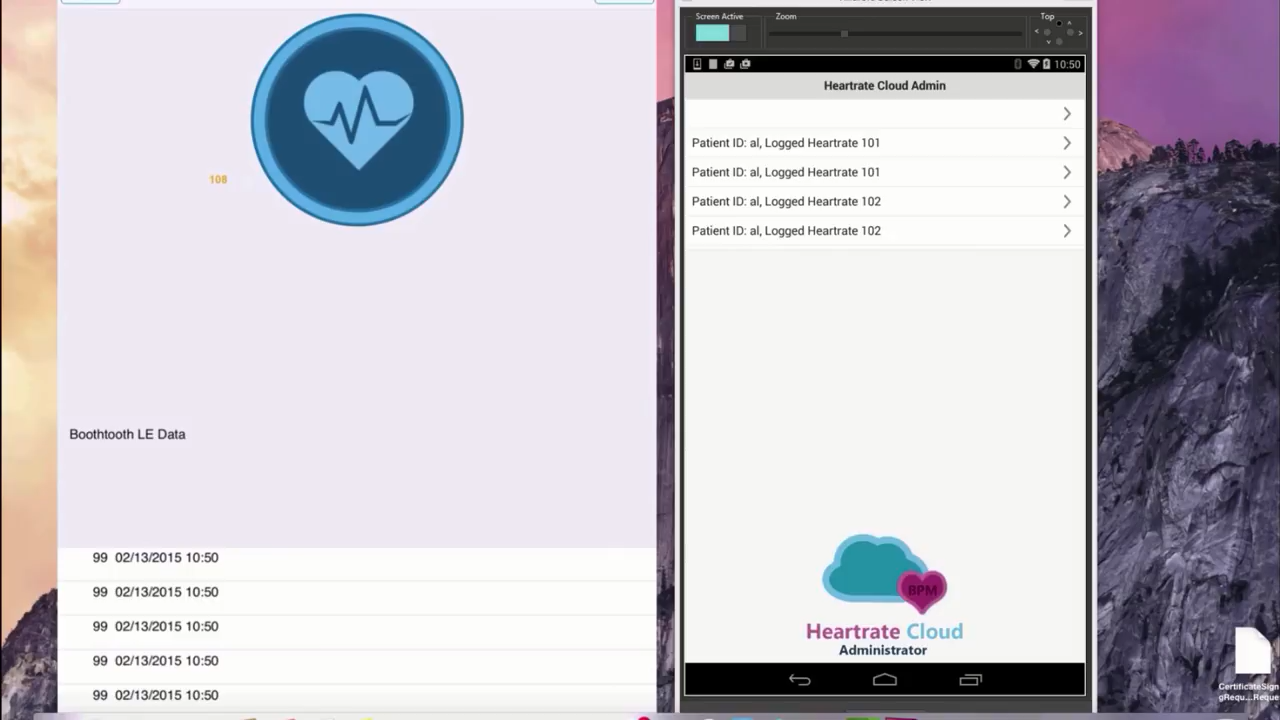 108
Boothtooth LE Data
99 02/13/2015 10:50
99 02/13/2015 10:50
99 02/13/2015 10:50
99 02/13/2015 10:50
99 02/13/2015 10:50
Screen Active
Zoom
Top
10:50
Heartrate Cloud Admin
Patient ID: al, Logged Heartrate 101
Patient ID: al, Logged Heartrate 101
Patient ID: al, Logged Heartrate 102
Patient ID: al, Logged Heartrate 102
BPM
Heartrate Cloud
Administrator
CertificateSign
gRequ...Reque